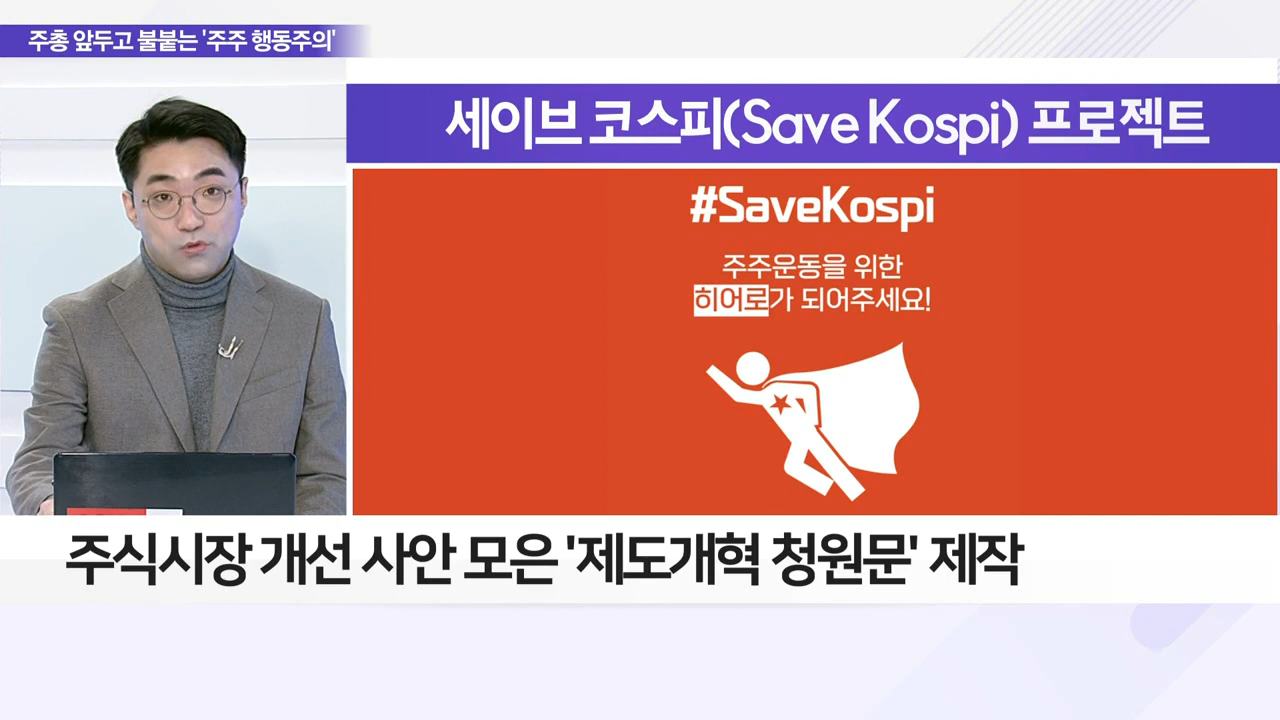 주총 앞두고 불붙는 '주주 행동주의'
세이브 코스피(Save Kospi) 프로젝트
#SaveKospi
주주운동을 위한
히어로가 되어주세요!
주식시장 개선 사안 모은 '제도개혁 청원문' 제작